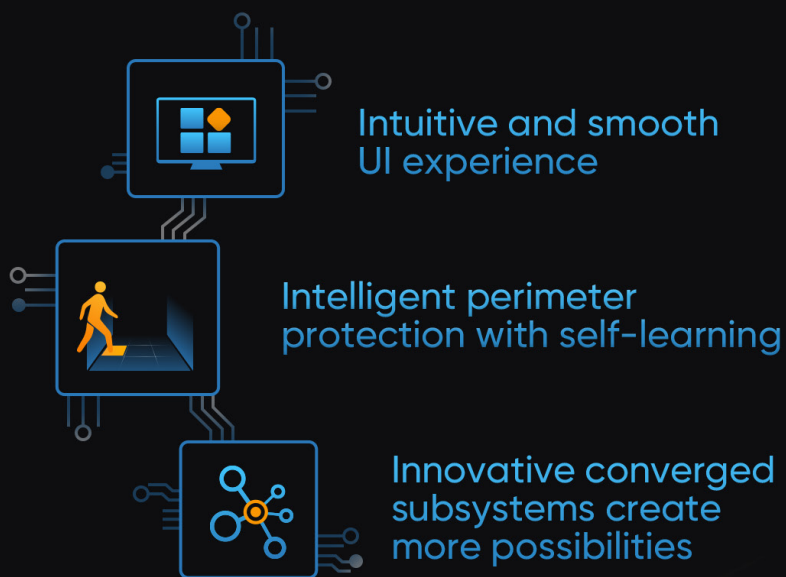 Intuitive and smooth
UI experience
Intelligent perimeter
protection with self-learning
Innovative converged
subsystems create
more possibilities